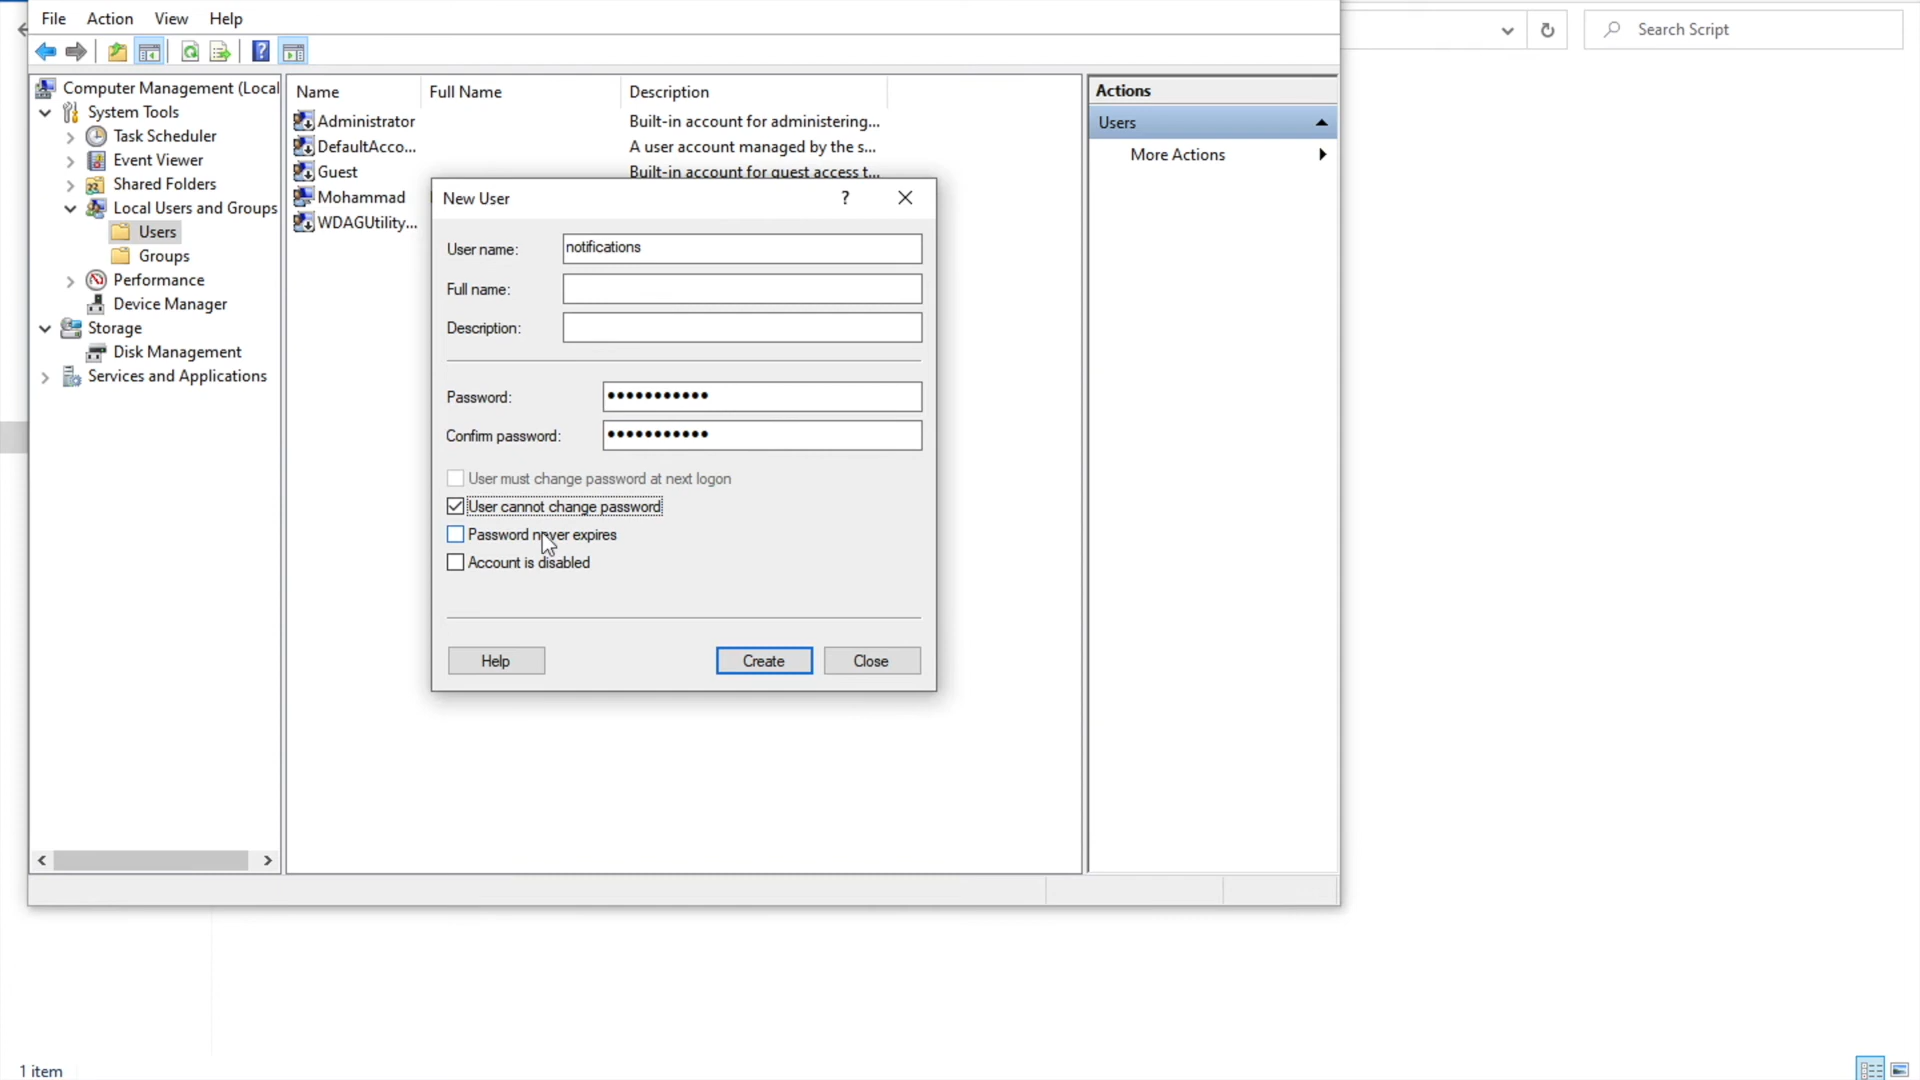 File Action View Help
Search Script
Computer Management (Local
System Tools
Task Scheduler
Event Viewer
Shared Folders
Local Users and Groups
Users
Groups
Performance
Device Manager
Storage
Disk Management
Services and Applications
Name Full Name Description
Administrator Built-in account for administering...
DefaultAcco... A user account managed by the s...
Guest Built-in account for guest access t...
Mohammad
WDAGUtility...
Actions
Users
More Actions
New User
User name: notifications
Full name:
Description:
Password: •••••••••••
Confirm password: •••••••••••
User must change password at next logon
User cannot change password
Password never expires
Account is disabled
Help Create Close
1 item